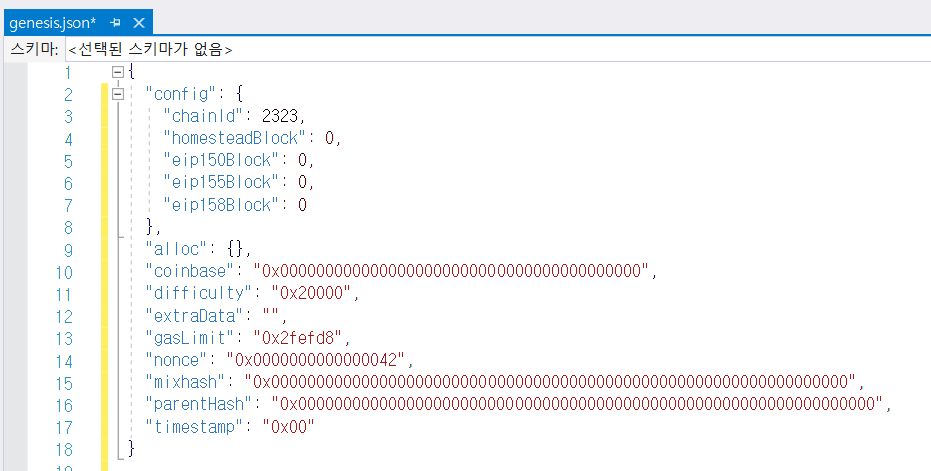 genesis.json*
스키마: <선택된 스키마가 없음>
1 {
2 "config": {
3 "chainId": 2323,
4 "homesteadBlock": 0,
5 "eip150Block": 0,
6 "eip155Block": 0,
7 "eip158Block": 0
8 },
9 "alloc": {},
10 "coinbase": "0x0000000000000000000000000000000000000000",
11 "difficulty": "0x20000",
12 "extraData": "",
13 "gasLimit": "0x2fefd8",
14 "nonce": "0x0000000000000042",
15 "mixhash": "0x0000000000000000000000000000000000000000000000000000000000000000",
16 "parentHash": "0x0000000000000000000000000000000000000000000000000000000000000000",
17 "timestamp": "0x00"
18 }